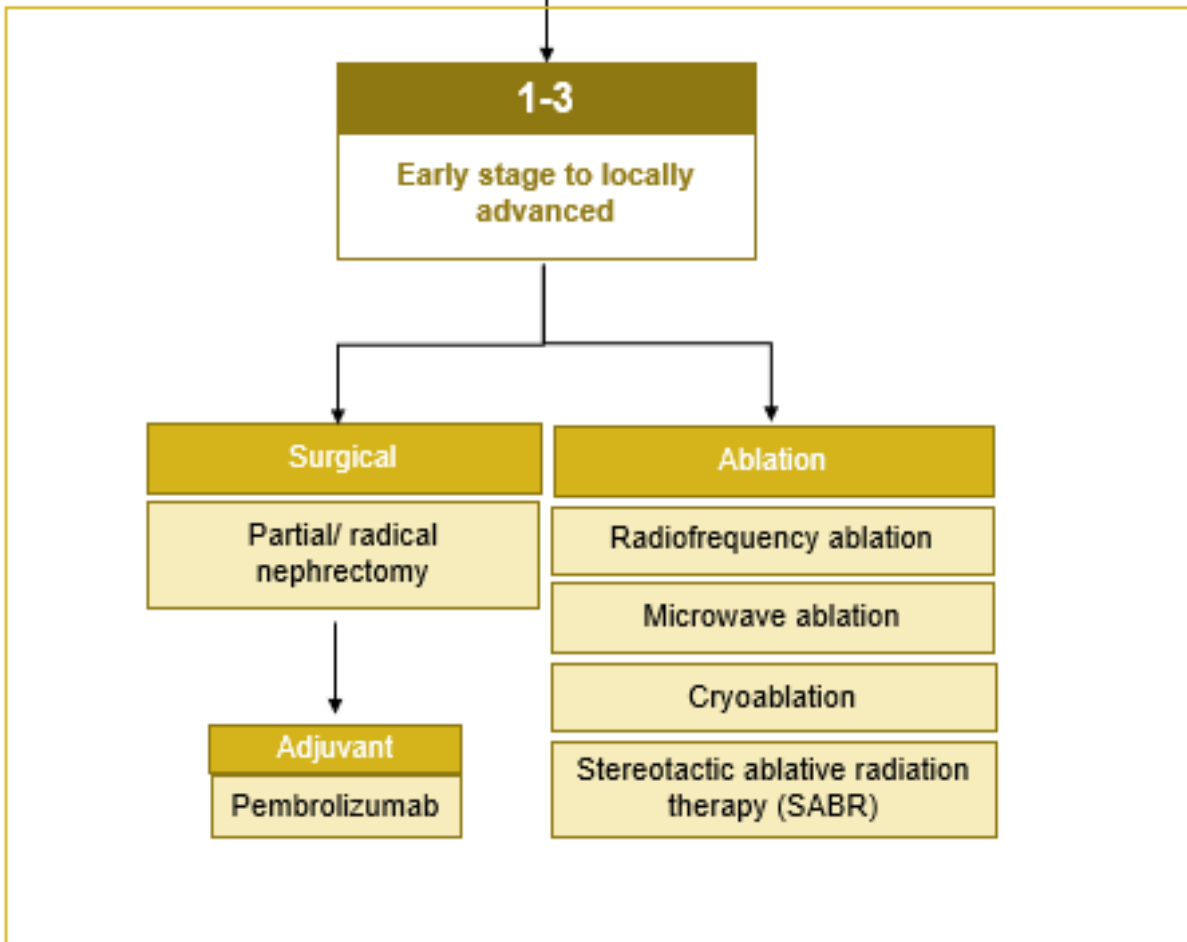 1-3
Early stage to locally
advanced
Surgical
Partial/ radical
nephrectomy
Adjuvant
Pembrolizumab
Ablation
Radiofrequency ablation
Microwave ablation
Cryoablation
Stereotactic ablative radiation
therapy (SABR)